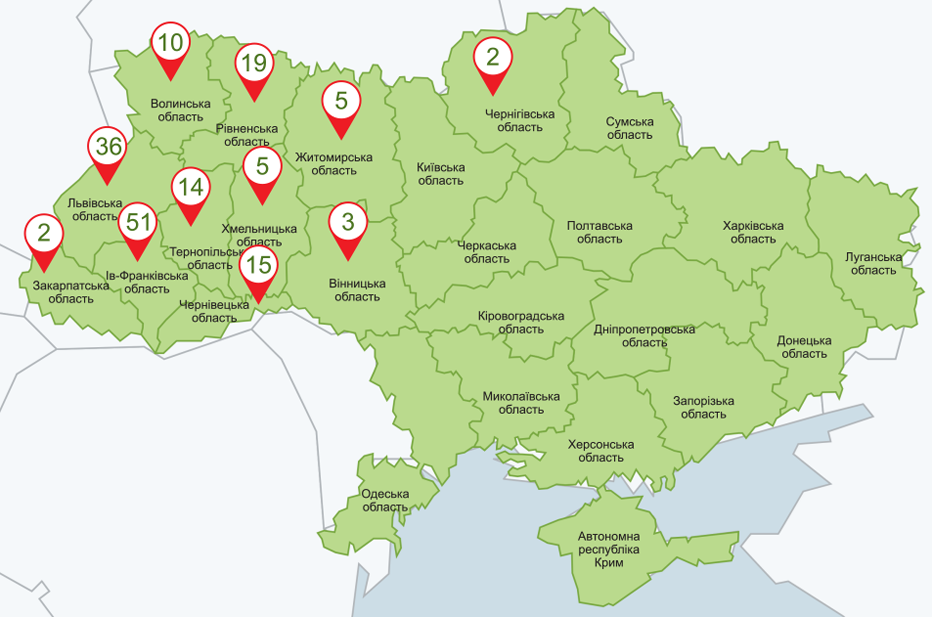 10
Волинська
область
19
Рівненська
область
5
Житомирська
область
2
Чернігівська
область
Сумська
область
36
Львівська
область
14
Тернопільс
область
5
Хмельницька
область
Київська
область
2
Закарпатська
область
51
Ів-Франківська
область
15
Чернівецька
область
3
Вінницька
область
Черкаська
область
Полтавська
область
Харківська
область
Луганська
область
Кіровоградська
область
Дніпропетровська
область
Донецька
область
Миколаївська
область
Запорізька
область
Херсонська
область
Одеська
область
Автономна
республіка
Крим